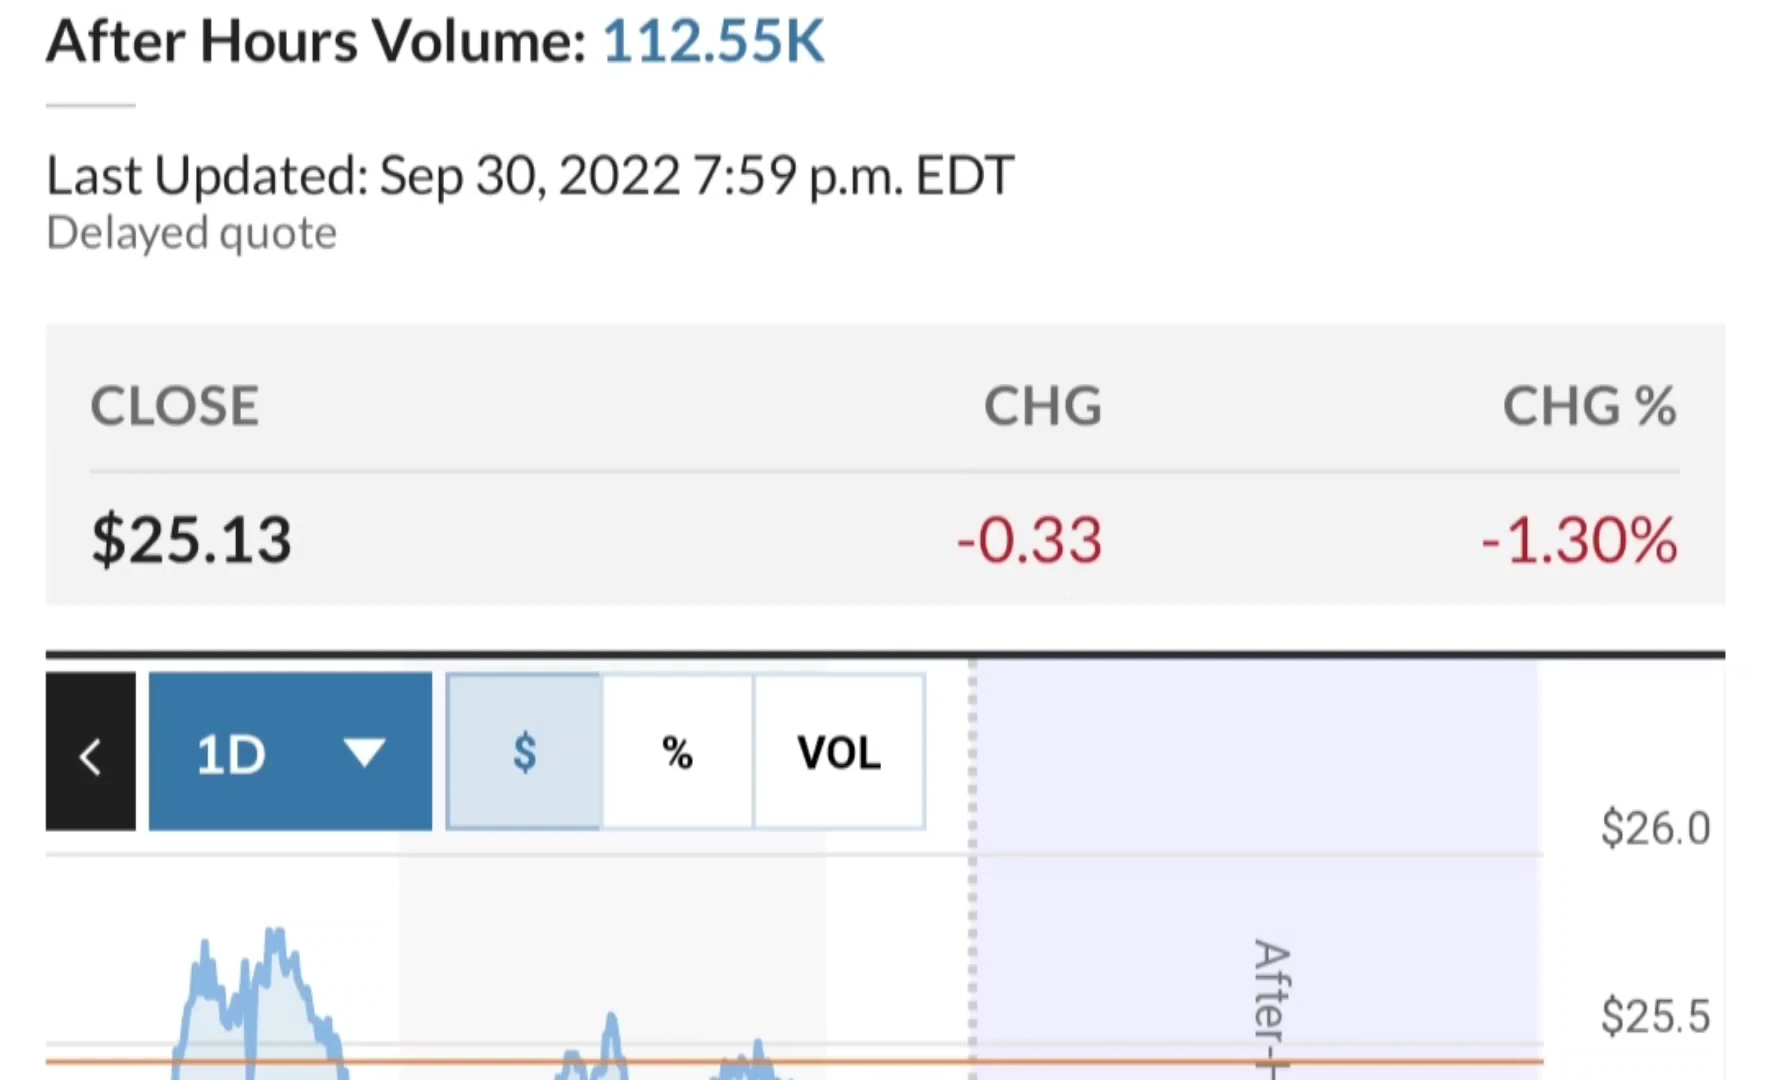 After Hours Volume: 112.55K
Last Updated: Sep 30, 2022 7:59 p.m. EDT
Delayed quote
CLOSE CHG CHG %
$25.13 -0.33 -1.30%
1D $ % VOL
$26.0
After-
$25.5